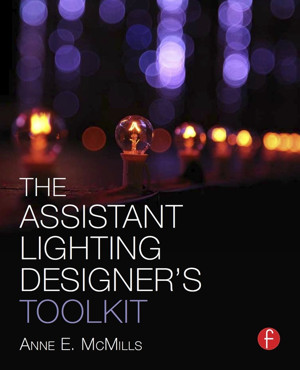 THE
ASSISTANT
LIGHTING
DESIGNER'S
TOOLKIT
ANNE E. MCMILLS
f